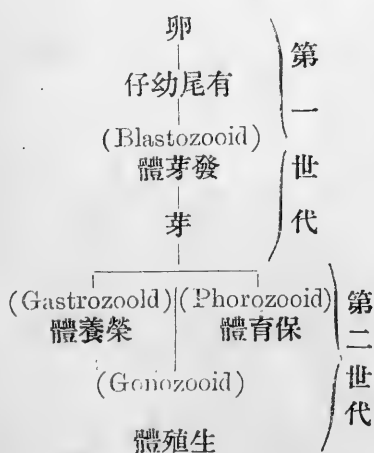 卵
有尾幼仔
(Blastozooid)
發芽體
芽
第一世代
(Gastrozoold) (Phorozooid)
榮養體 保育體
(Gonozooid)
生殖體
第二世代